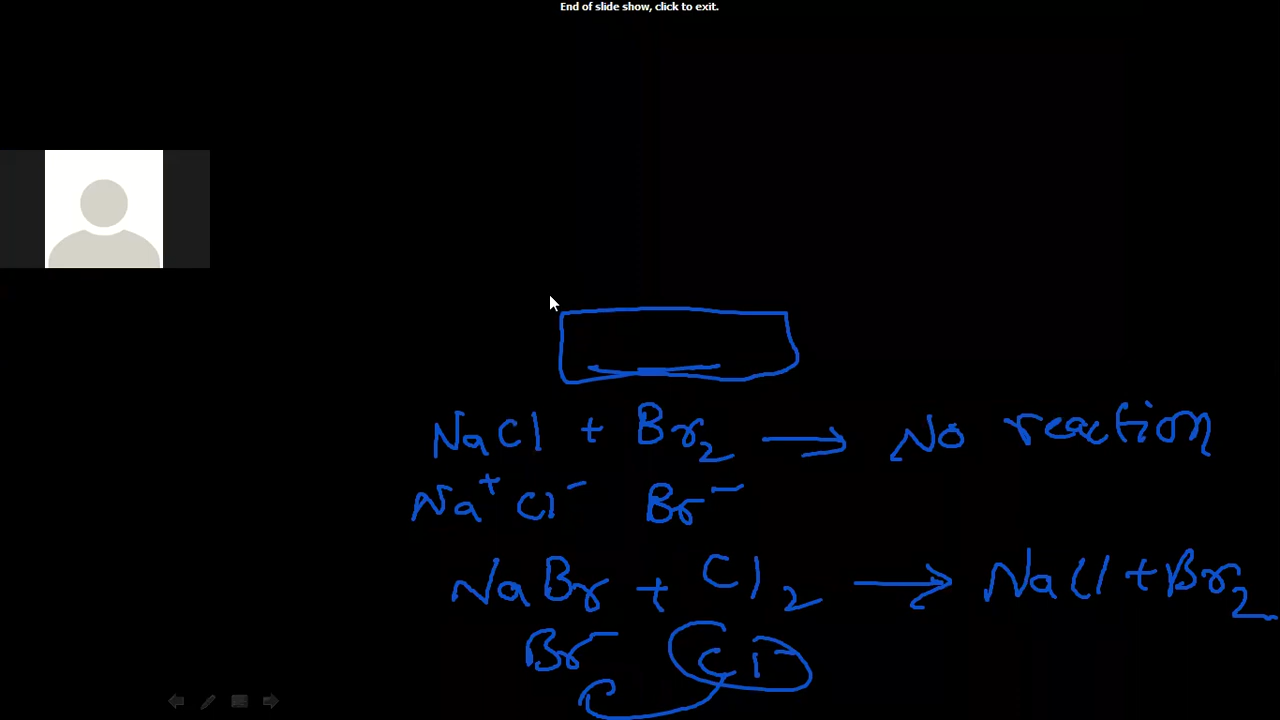 End of slide show, click to exit.
NaCl + Br₂ → No reaction
Na⁺ Cl⁻ Br⁻
NaBr + Cl₂ → NaCl + Br₂
Br⁻ Cl⁻